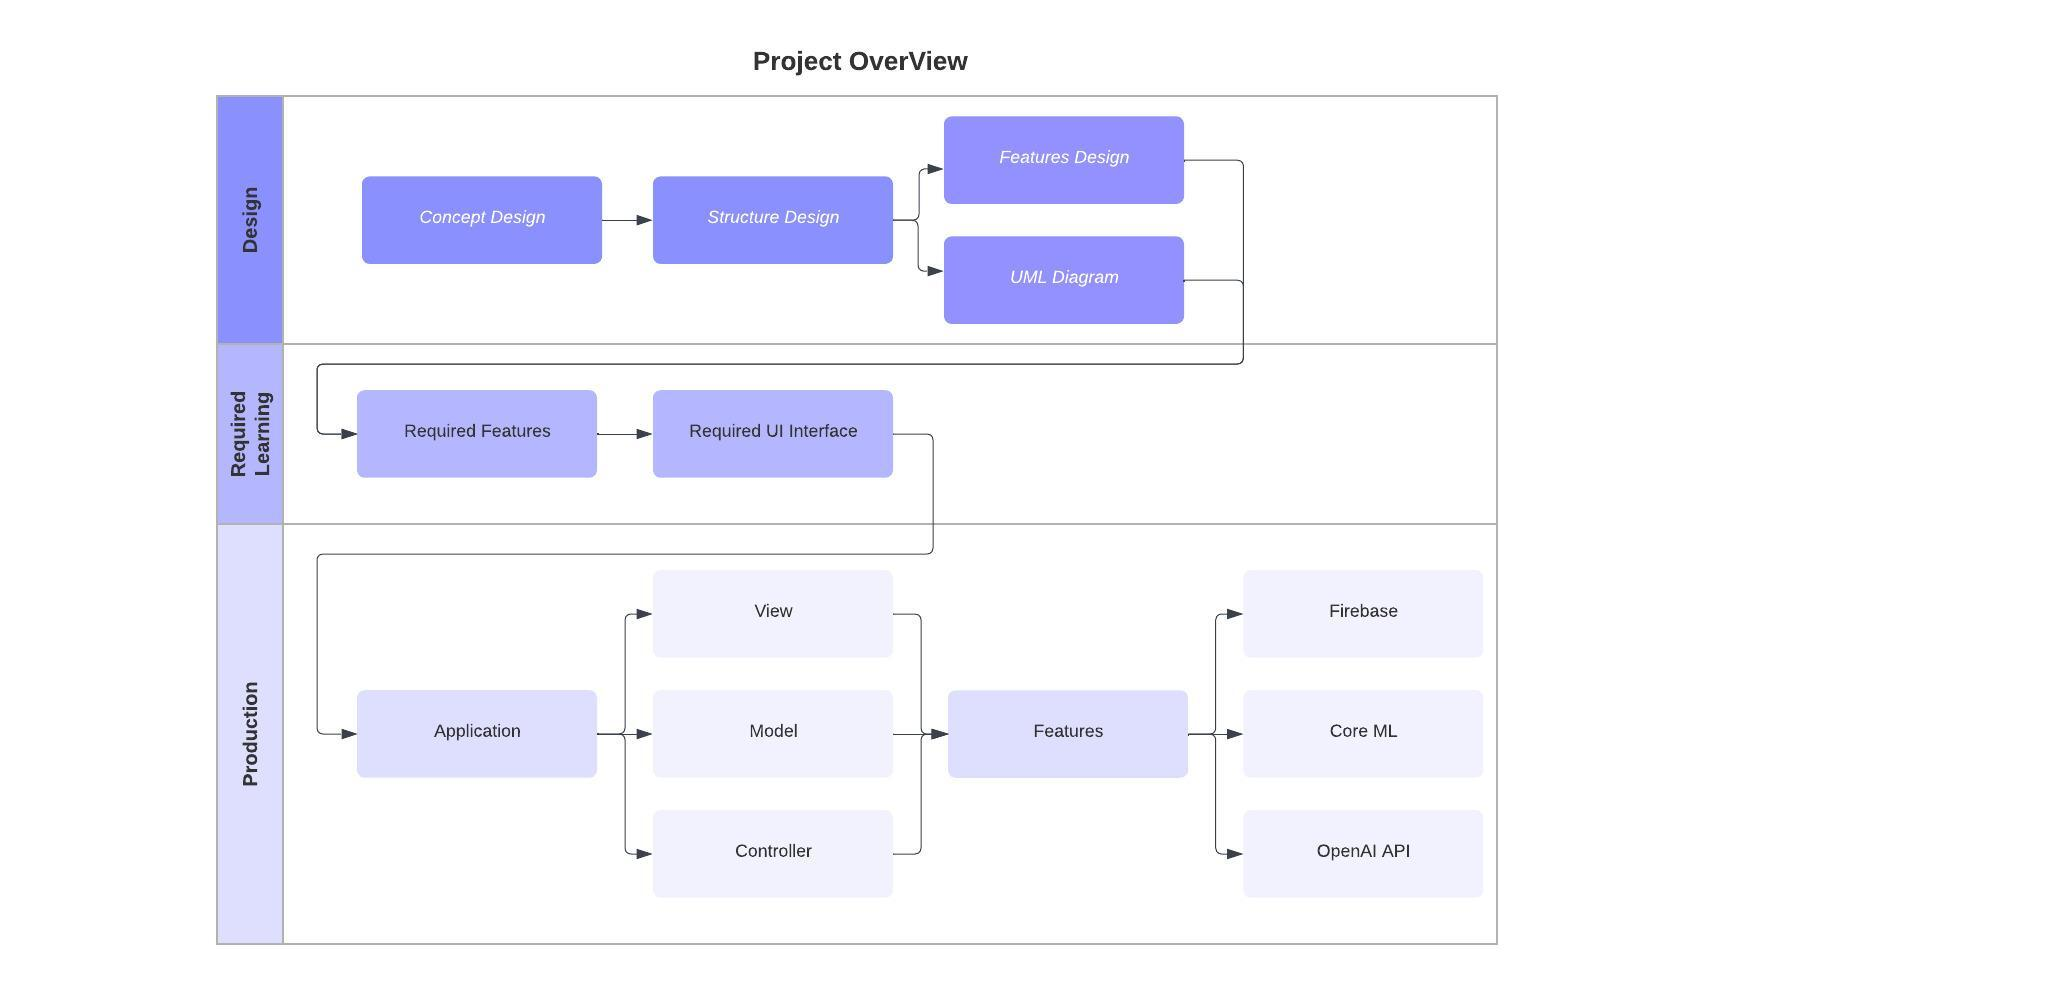 Project OverView
Design
Concept Design
Structure Design
Features Design
UML Diagram
Required
Learning
Required Features
Required UI Interface
Production
Application
View
Model
Controller
Features
Firebase
Core ML
OpenAI API